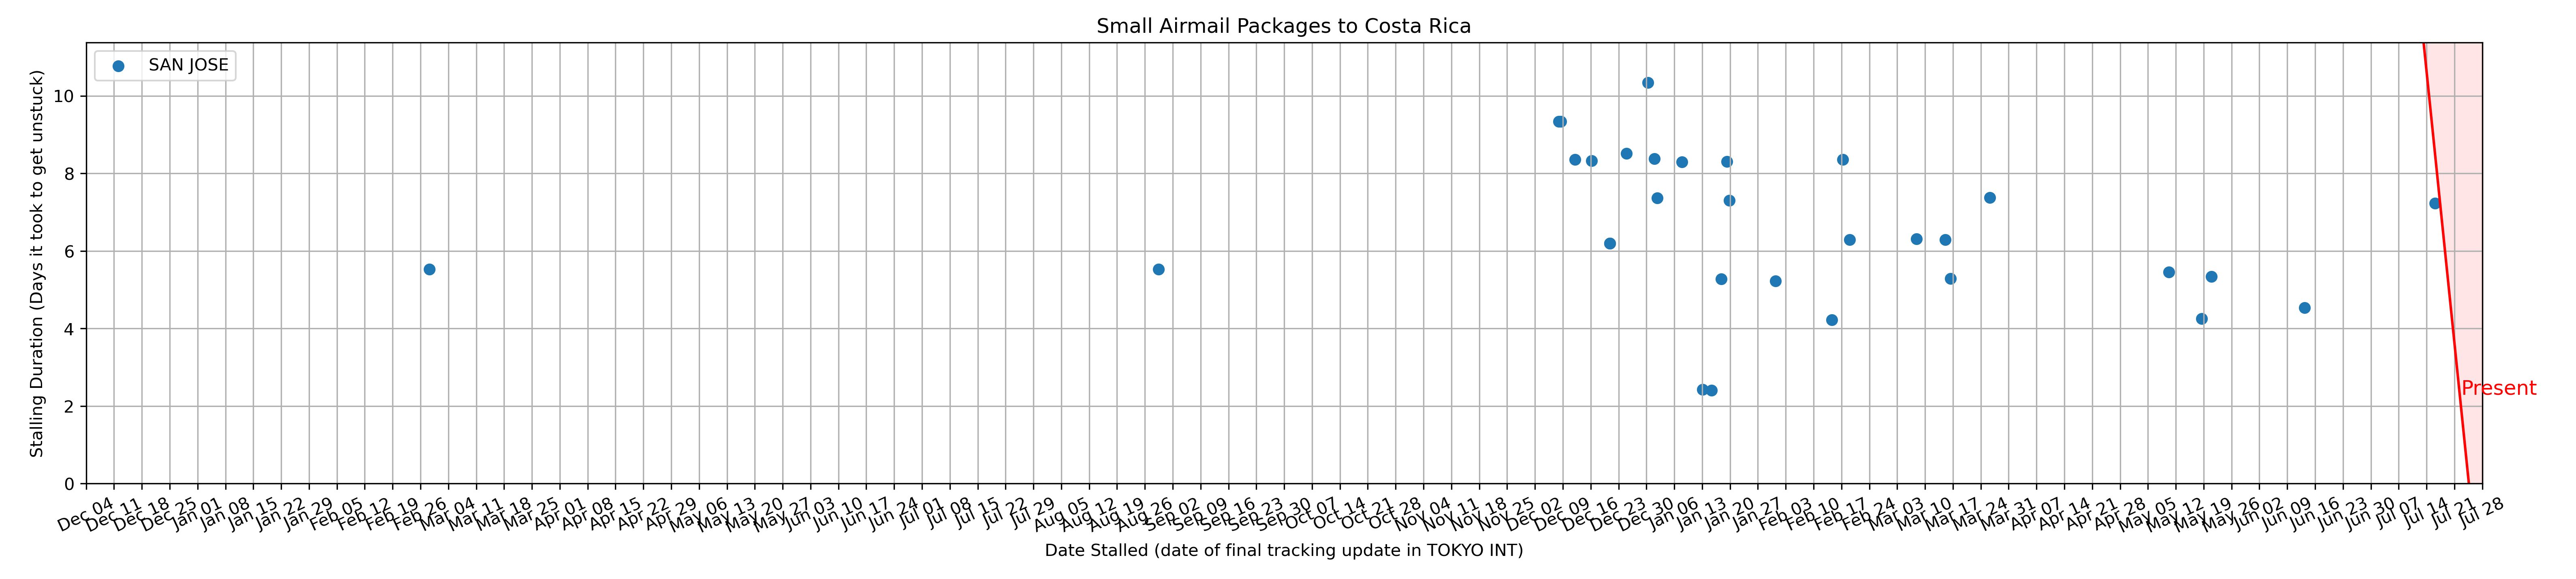 Small Airmail Packages to Costa Rica
SAN JOSE
Stalling Duration (Days it took to get unstuck)
10
8
6
4
2
0
Present
Dec 04
Dec 11
Dec 18
Dec 25
Jan 01
Jan 08
Jan 15
Jan 22
Jan 29
Feb 05
Feb 12
Feb 19
Feb 26
Mar 04
Mar 11
Mar 18
Mar 25
Apr 01
Apr 08
Apr 15
Apr 22
Apr 29
May 06
May 13
May 20
May 27
Jun 03
Jun 10
Jun 17
Jun 24
Jul 01
Jul 08
Jul 15
Jul 22
Jul 29
Aug 05
Aug 12
Aug 19
Aug 26
Sep 02
Sep 09
Sep 16
Sep 23
Sep 30
Oct 07
Oct 14
Oct 21
Oct 28
Nov 04
Nov 11
Nov 18
Nov 25
Dec 02
Dec 09
Dec 16
Dec 23
Dec 30
Jan 06
Jan 13
Jan 20
Jan 27
Feb 03
Feb 10
Feb 17
Feb 24
Mar 03
Mar 10
Mar 17
Mar 24
Mar 31
Apr 07
Apr 14
Apr 21
Apr 28
May 05
May 12
May 19
May 26
Jun 02
Jun 09
Jun 16
Jun 23
Jun 30
Jul 07
Jul 14
Jul 21
Jul 28
Date Stalled (date of final tracking update in TOKYO INT)